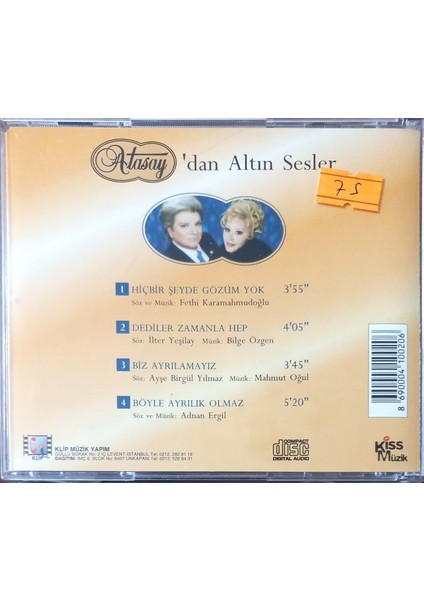 Atasay 'dan Altın Sesler
75
1 HİÇBİR ŞEYDE GÖZÜM YOK 3'55"
Söz ve Müzik: Fethi Karamahmudoğlu
2 DEDİLER ZAMANLA HEP 4'05"
Söz: İlter Yeşilay Müzik: Bilge Özgen
3 BİZ AYRILAMAYIZ 3'45"
Söz: Ayşe Birgül Yılmaz Müzik: Mahmut Oğul
4 BÖYLE AYRILIK OLMAZ 5'20"
Söz ve Müzik: Adnan Ergil
8 690004 100206
KLİP
KLİP MÜZİK YAPIM
COMPACT
disc
DIGITAL AUDIO
Kiss
Müzik